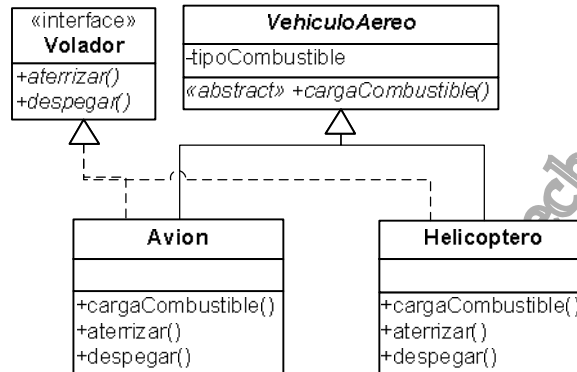 «interface»
Volador
+aterrizar()
+despegar()
VehiculoAereo
-tipoCombustible
«abstract» +cargaCombustible()
Avion
+cargaCombustible()
+aterrizar()
+despegar()
Helicoptero
+cargaCombustible()
+aterrizar()
+despegar()